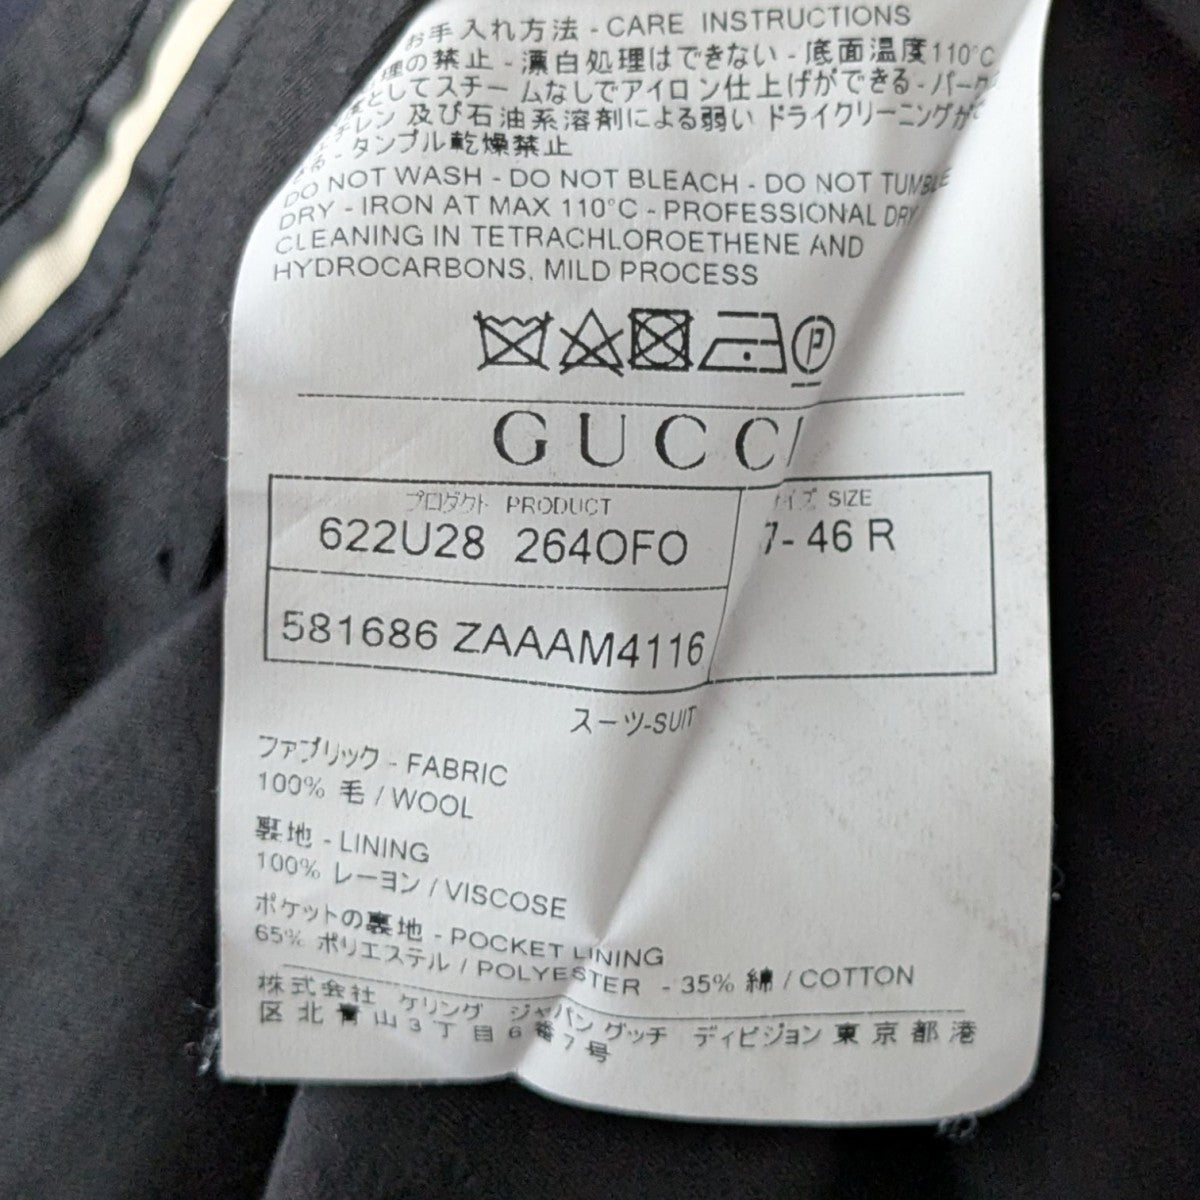 お手入れ方法 - CARE INSTRUCTIONS
理の禁止 - 漂白処理はできない - 底面温度110°C
としてスチームなしでアイロン仕上げができる - パーク
チレン 及び石油系溶剤による弱い ドライクリーニングが
きる - タンブル乾燥禁止
DO NOT WASH - DO NOT BLEACH - DO NOT TUMBLE
DRY - IRON AT MAX 110°C - PROFESSIONAL DRY
CLEANING IN TETRACHLOROETHENE AND
HYDROCARBONS, MILD PROCESS
P
GUCCI
プロダクト PRODUCT
サイズ SIZE
622U28 264OFO
7- 46 R
581686 ZAAAM4116
スーツ-SUIT
ファブリック - FABRIC
100% 毛 / WOOL
裏地 - LINING
100% レーヨン / VISCOSE
ポケットの裏地 - POCKET LINING
65% ポリエステル / POLYESTER - 35% 綿 / COTTON
株式会社 ケリング ジャパン グッチ ディビジョン 東京都港
区北青山3丁目6番7号